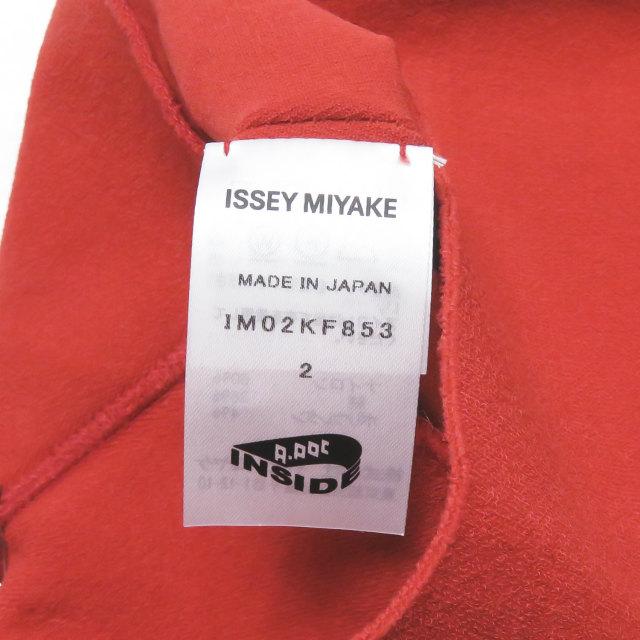 ISSEY MIYAKE
MADE IN JAPAN
IM02KF853
2
A.POC
INSIDE